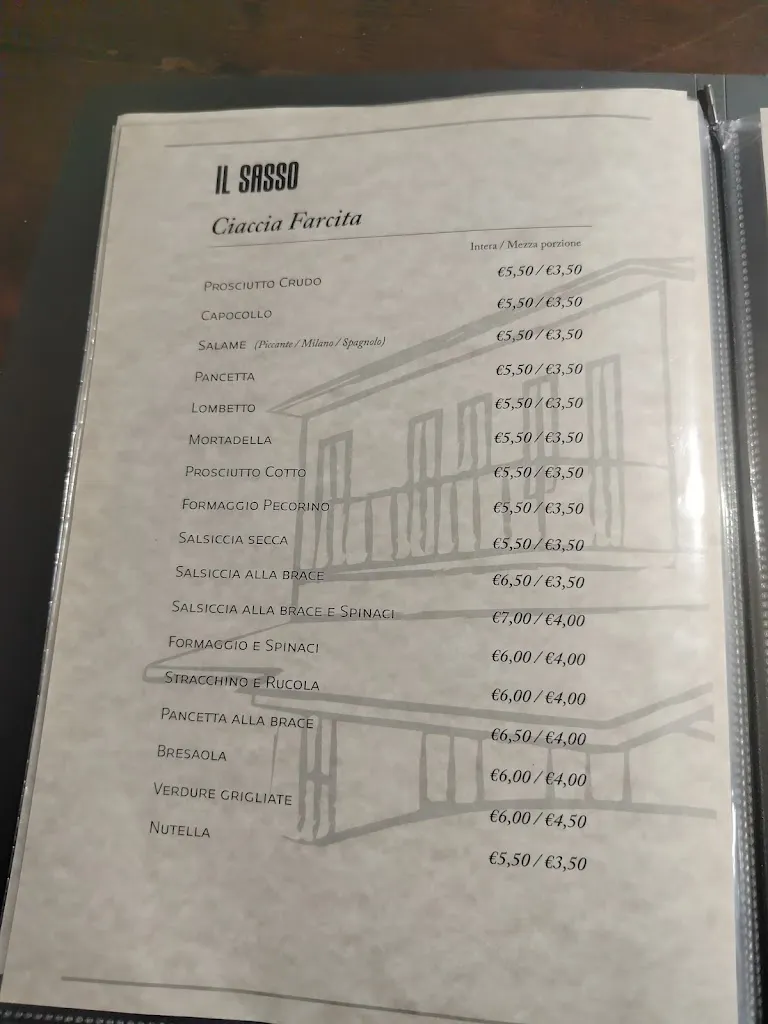 IL SASSO
Ciaccia Farcita
Intera / Mezza porzione
PROSCIUTTO CRUDO €5,50 / €3,50
CAPOCOLLO €5,50 / €3,50
SALAME (Piccante / Milano / Spagnolo) €5,50 / €3,50
PANCETTA €5,50 / €3,50
LOMBETTO €5,50 / €3,50
MORTADELLA €5,50 / €3,50
PROSCIUTTO COTTO €5,50 / €3,50
FORMAGGIO PECORINO €5,50 / €3,50
SALSICCIA SECCA €5,50 / €3,50
SALSICCIA ALLA BRACE €6,50 / €3,50
SALSICCIA ALLA BRACE E SPINACI €7,00 / €4,00
FORMAGGIO E SPINACI €6,00 / €4,00
STRACCHINO E RUCOLA €6,00 / €4,00
PANCETTA ALLA BRACE €6,50 / €4,00
BRESAOLA €6,00 / €4,00
VERDURE GRIGLIATE €6,00 / €4,50
NUTELLA €5,50 / €3,50